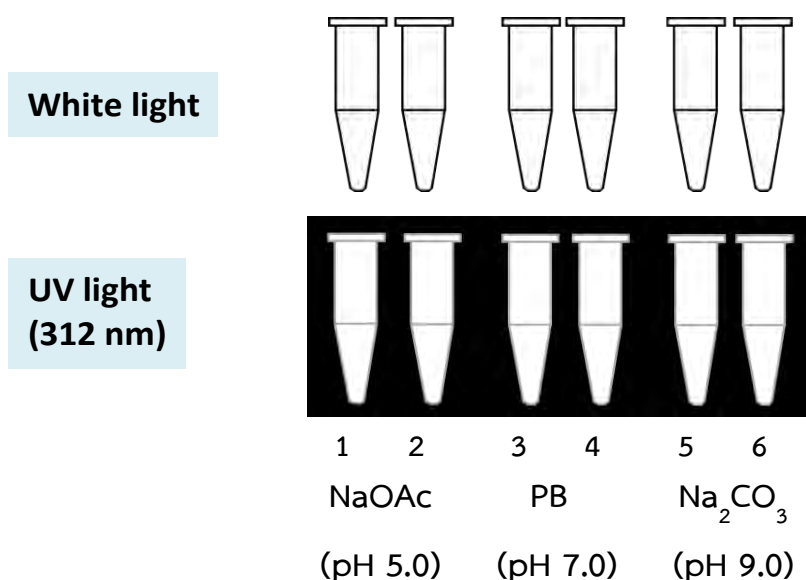 White light
UV light
(312 nm)
1 2 3 4 5 6
NaOAc PB Na₂CO₃
(pH 5.0) (pH 7.0) (pH 9.0)